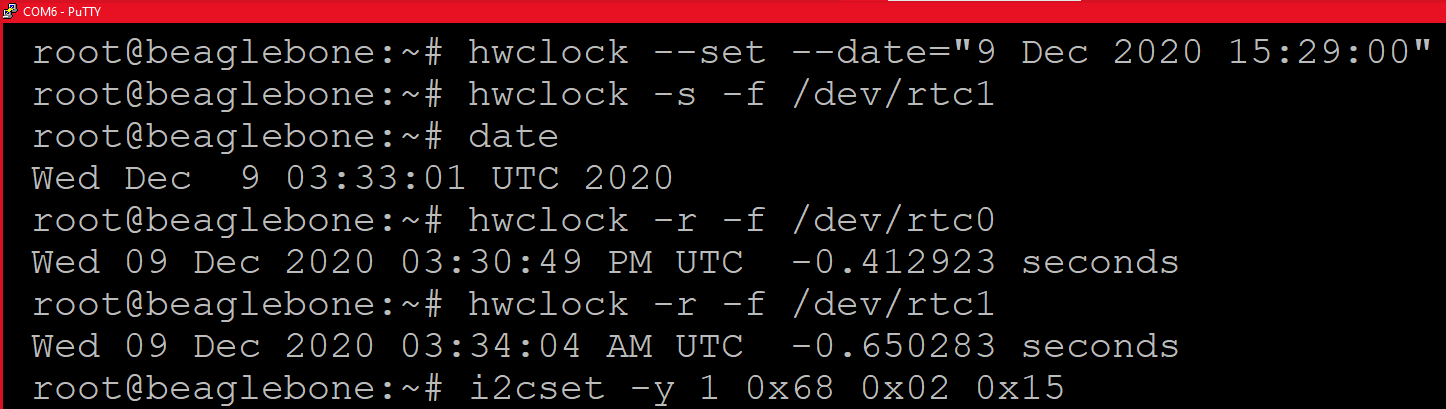 COM6 - PuTTY
root@beaglebone:~# hwclock --set --date="9 Dec 2020 15:29:00"
root@beaglebone:~# hwclock -s -f /dev/rtc1
root@beaglebone:~# date
Wed Dec  9 03:33:01 UTC 2020
root@beaglebone:~# hwclock -r -f /dev/rtc0
Wed 09 Dec 2020 03:30:49 PM UTC  -0.412923 seconds
root@beaglebone:~# hwclock -r -f /dev/rtc1
Wed 09 Dec 2020 03:34:04 AM UTC  -0.650283 seconds
root@beaglebone:~# i2cset -y 1 0x68 0x02 0x15